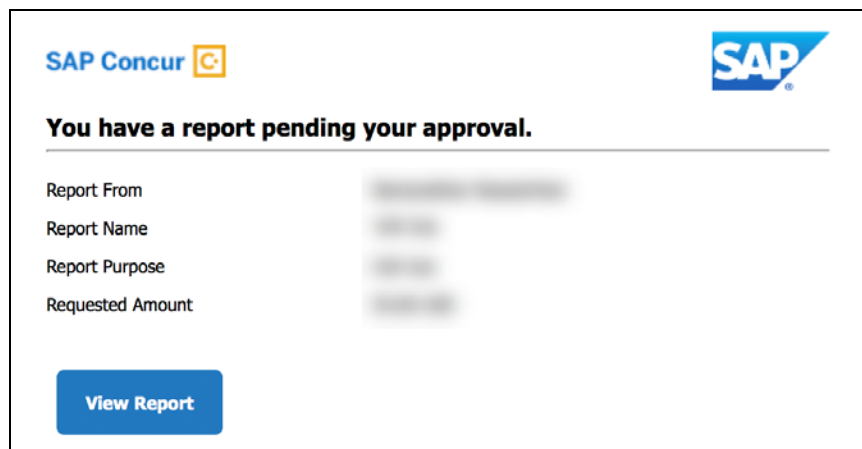 SAP Concur C
SAP ®
You have a report pending your approval.
Report From
Report Name
Report Purpose
Requested Amount
View Report